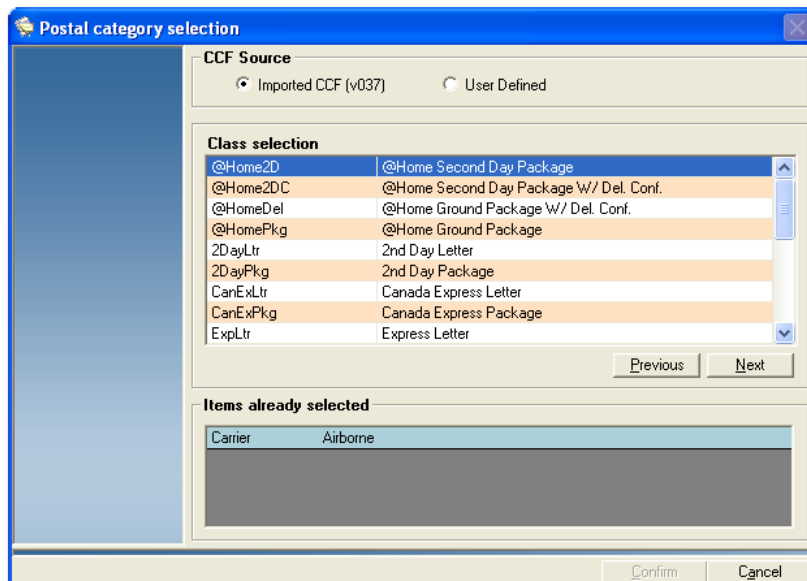 Postal category selection
CCF Source
Imported CCF (v037) User Defined
Class selection
@Home2D @Home Second Day Package
@Home2DC @Home Second Day Package W/ Del. Conf.
@HomeDel @Home Ground Package W/ Del. Conf.
@HomePkg @Home Ground Package
2DayLtr 2nd Day Letter
2DayPkg 2nd Day Package
CanExLtr Canada Express Letter
CanExPkg Canada Express Package
ExpLtr Express Letter
Previous Next
Items already selected
Carrier Airborne
Confirm Cancel